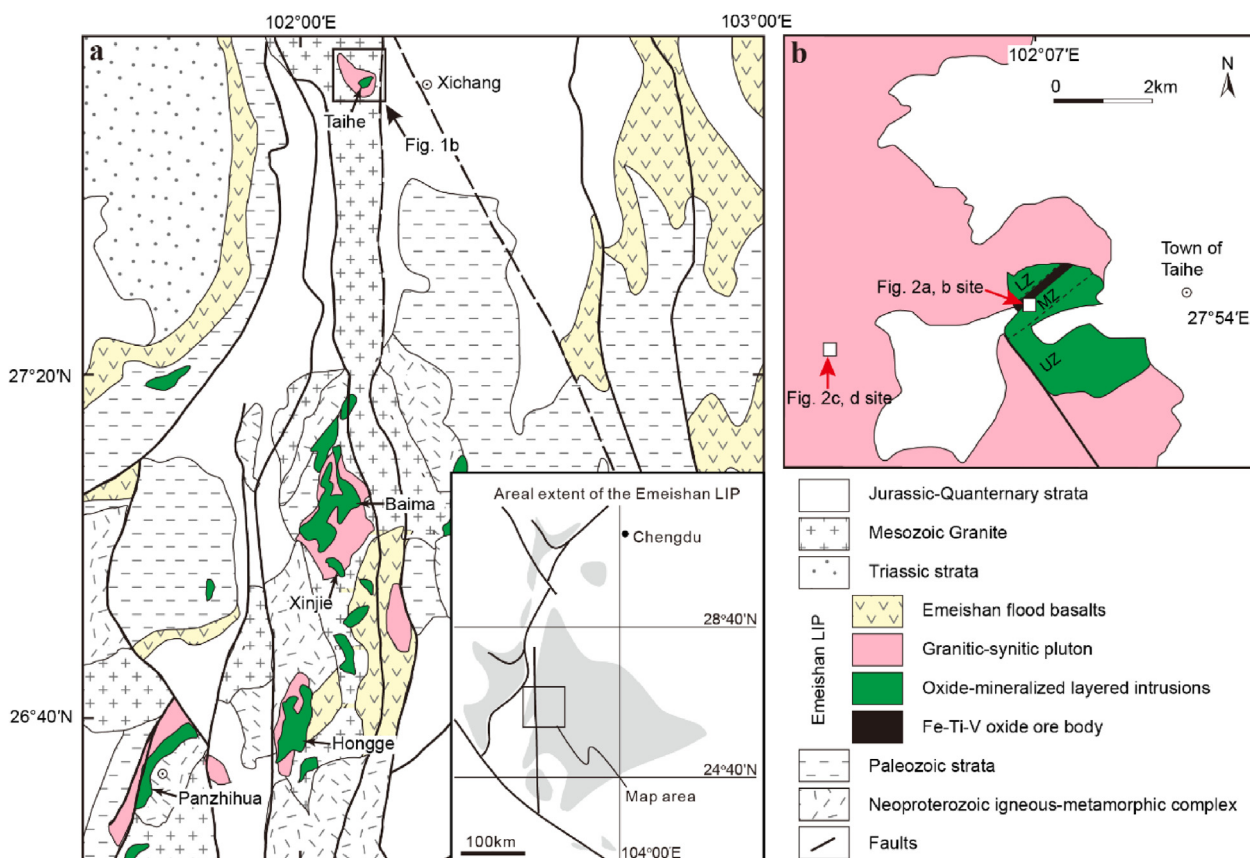 102°00′E
103°00′E
a
Xichang
Taihe
Fig. 1b
27°20′N
Baima
Xinjie
26°40′N
Hongge
Panzhihua
Areal extent of the Emeishan LIP
Chengdu
28°40′N
24°40′N
Map area
100km
104°00′E
b
102°07′E
N
0 2km
Town of
Taihe
27°54′E
LZ
MZ
UZ
Fig. 2a, b site
Fig. 2c, d site
Jurassic-Quanternary strata
Mesozoic Granite
Triassic strata
Emeishan LIP
Emeishan flood basalts
Granitic-synitic pluton
Oxide-mineralized layered intrusions
Fe-Ti-V oxide ore body
Paleozoic strata
Neoproterozoic igneous-metamorphic complex
Faults